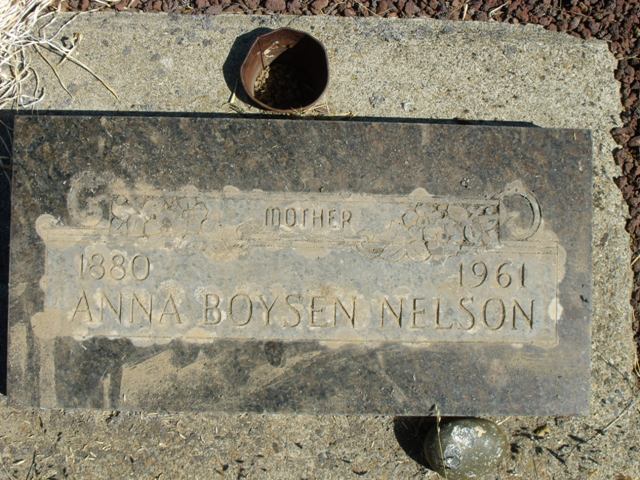 MOTHER
1880 1961
ANNA BOYSEN NELSON